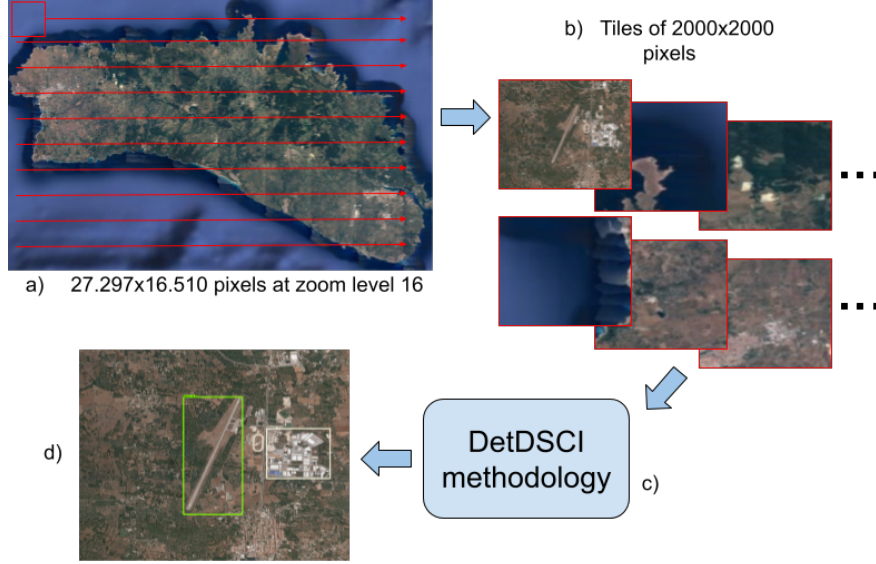 b) Tiles of 2000x2000
pixels
a) 27.297x16.510 pixels at zoom level 16
d)
DetDSCI
methodology
c)